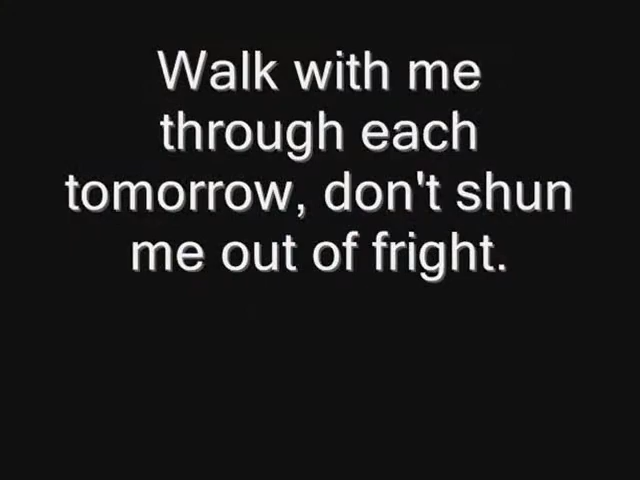 Walk with me
through each
tomorrow, don't shun
me out of fright.